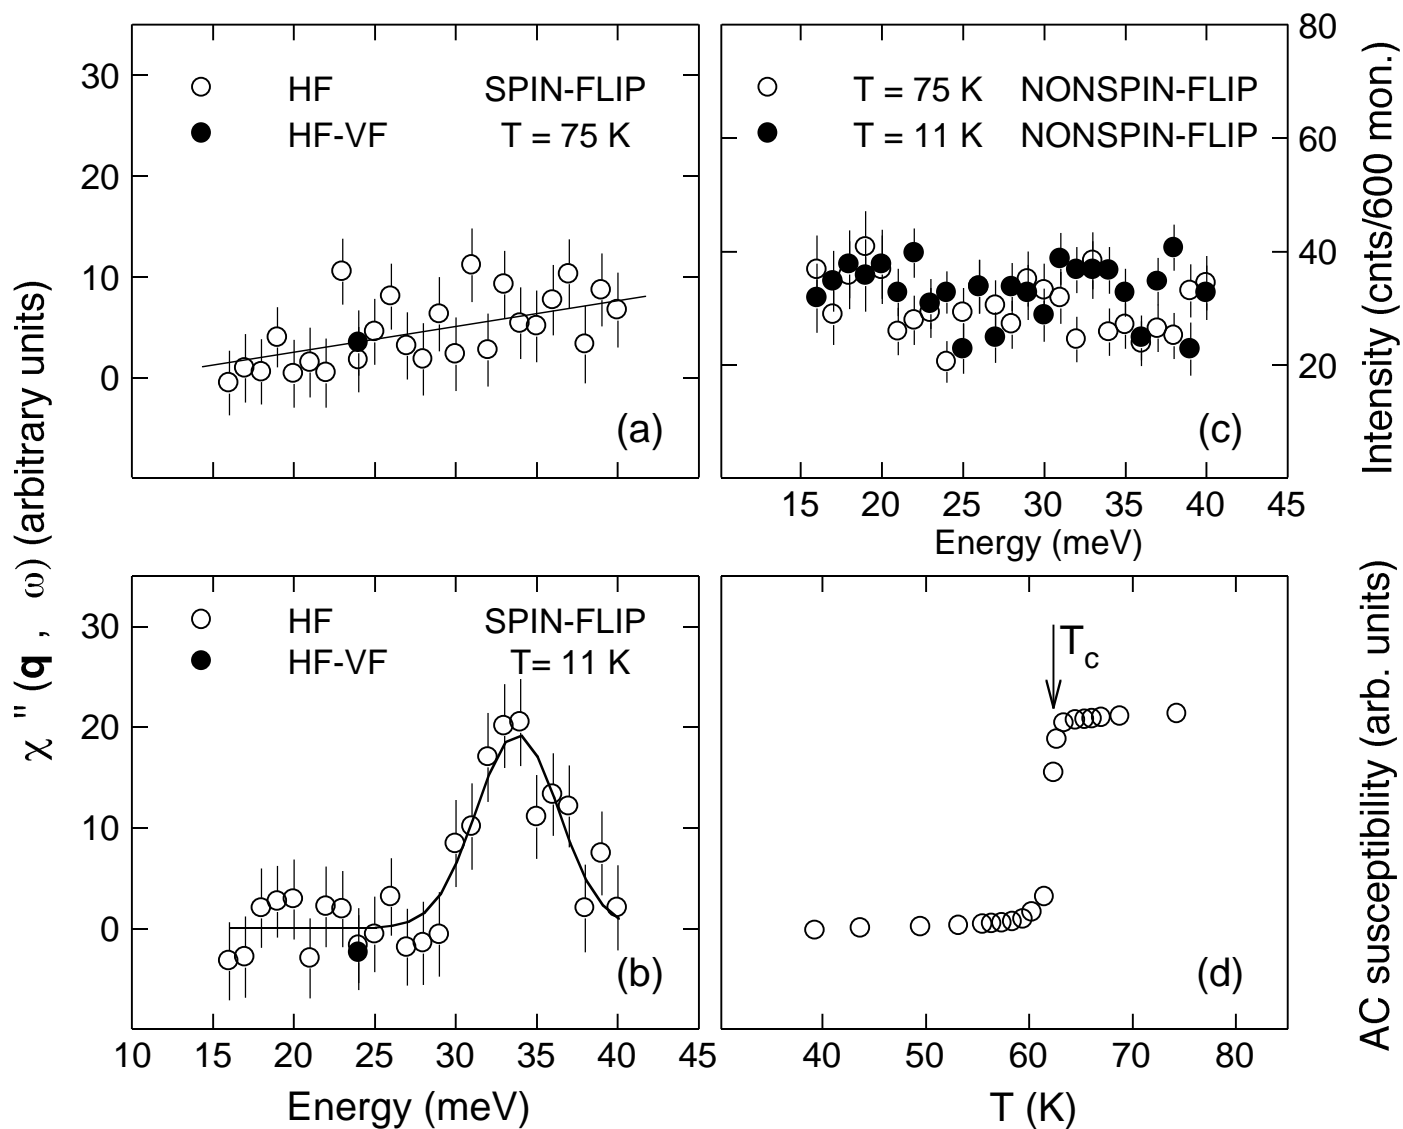 30
20
10
0
HF SPIN-FLIP
HF-VF T = 75 K
(a)
80
60
40
20
T = 75 K NONSPIN-FLIP
T = 11 K NONSPIN-FLIP
(c)
15 20 25 30 35 40 45
Energy (meV)
Intensity (cnts/600 mon.)
χ " (q , ω) (arbitrary units)
30
20
10
0
HF SPIN-FLIP
HF-VF T= 11 K
(b)
10 15 20 25 30 35 40 45
Energy (meV)
Tc
(d)
40 50 60 70 80
T (K)
AC susceptibility (arb. units)